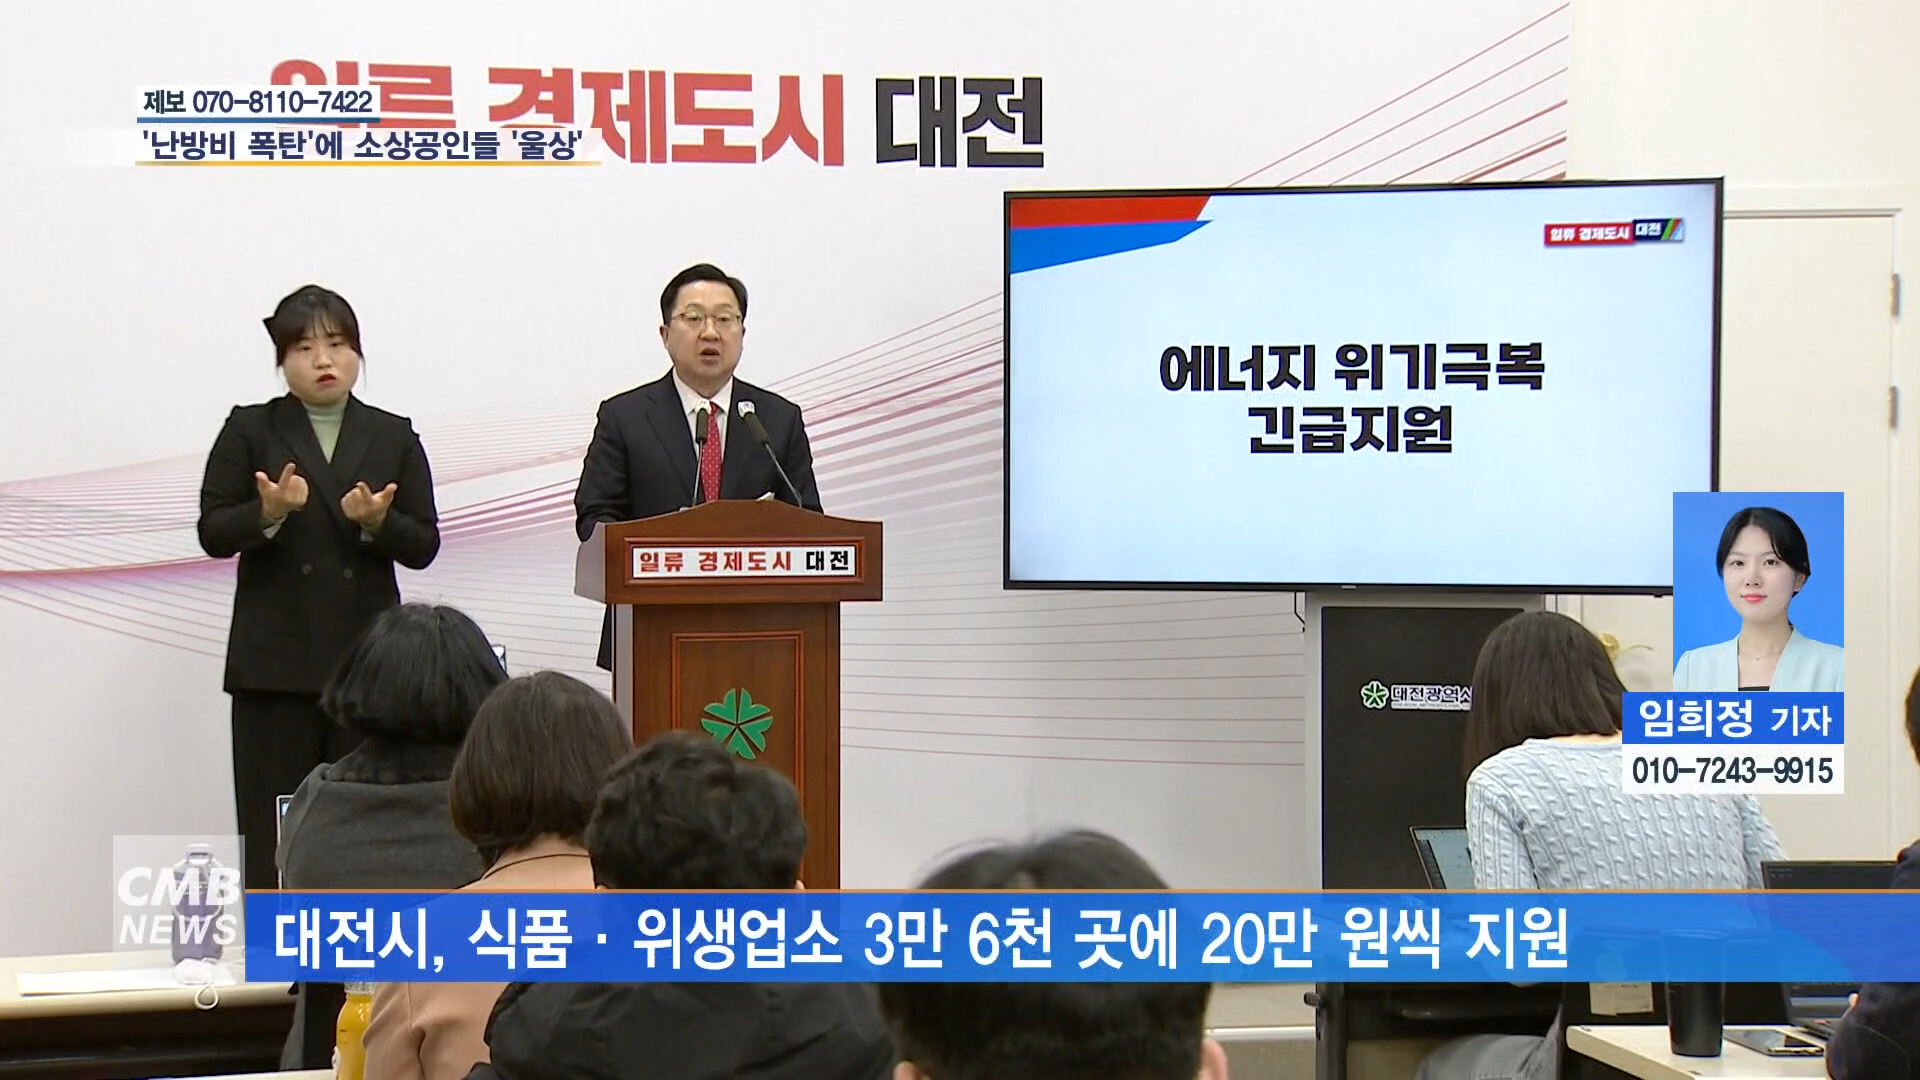 일류 경제도시 대전
제보 070-8110-7422
'난방비 폭탄'에 소상공인들 '울상'
일류 경제도시 대전
에너지 위기극복
긴급지원
일류 경제도시 대전
대전광역시
임희정 기자
010-7243-9915
CMB
NEWS
대전시, 식품 · 위생업소 3만 6천 곳에 20만 원씩 지원